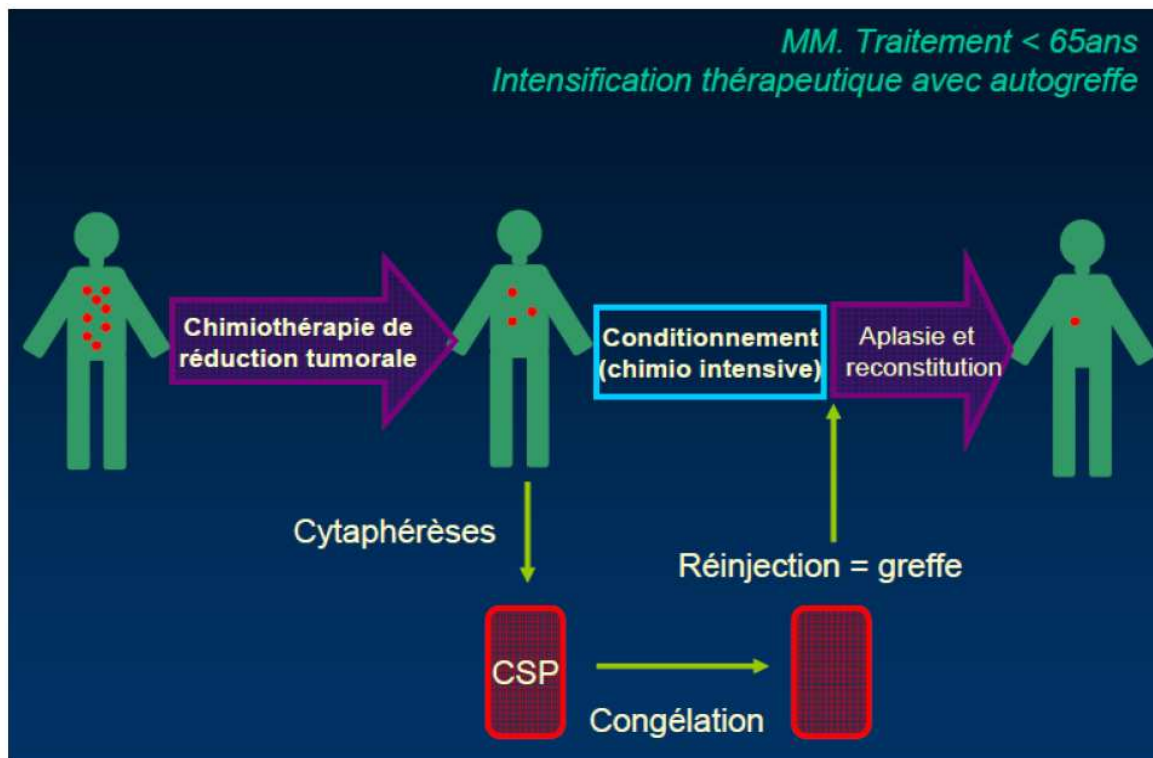 MM. Traitement < 65ans
Intensification thérapeutique avec autogreffe
Chimiothérapie de
réduction tumorale
Conditionnement
(chimio intensive)
Aplasie et
reconstitution
Cytaphérèses
Réinjection = greffe
CSP
Congélation